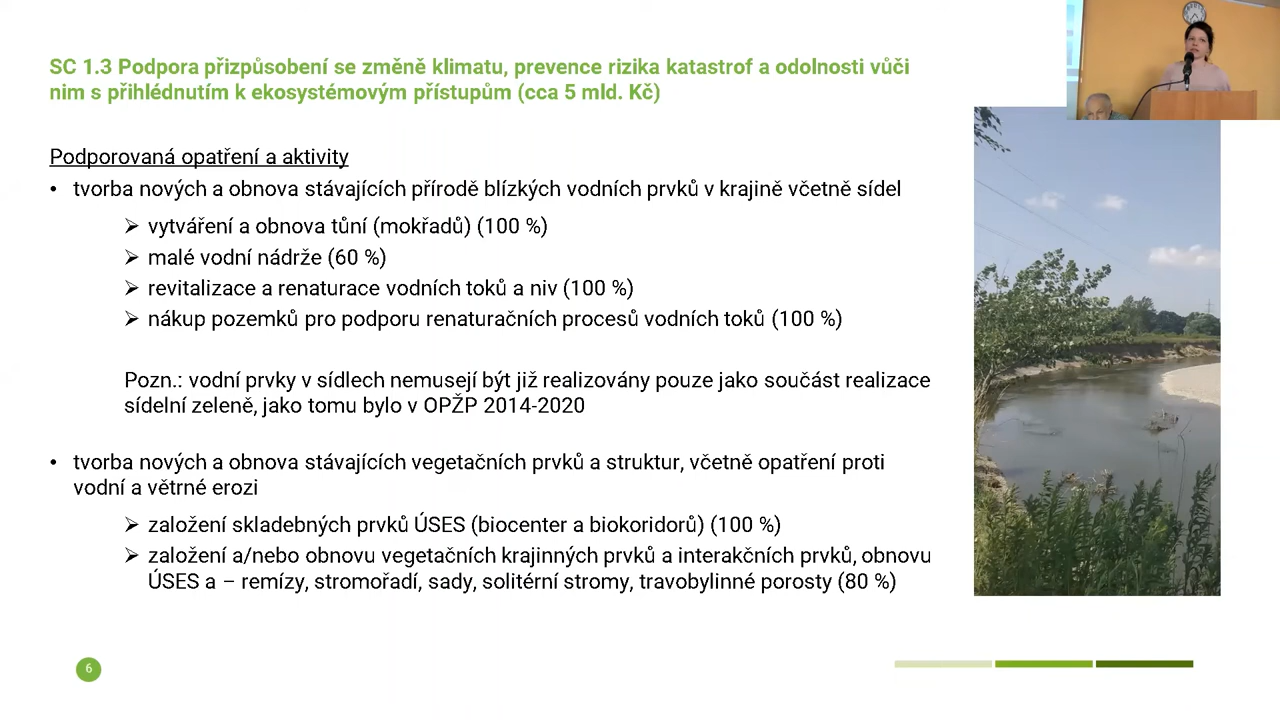 SC 1.3 Podpora přizpůsobení se změně klimatu, prevence rizika katastrof a odolnosti vůči
nim s přihlédnutím k ekosystémovým přístupům (cca 5 mld. Kč)
Podporovaná opatření a aktivity
• tvorba nových a obnova stávajících přírodě blízkých vodních prvků v krajině včetně sídel
➢ vytváření a obnova tůní (mokřadů) (100 %)
➢ malé vodní nádrže (60 %)
➢ revitalizace a renaturace vodních toků a niv (100 %)
➢ nákup pozemků pro podporu renaturačních procesů vodních toků (100 %)
Pozn.: vodní prvky v sídlech nemusejí být již realizovány pouze jako součást realizace
sídelní zeleně, jako tomu bylo v OPŽP 2014-2020
• tvorba nových a obnova stávajících vegetačních prvků a struktur, včetně opatření proti
vodní a větrné erozi
➢ založení skladebných prvků ÚSES (biocenter a biokoridorů) (100 %)
➢ založení a/nebo obnovu vegetačních krajinných prvků a interakčních prvků, obnovu
ÚSES a – remízy, stromořadí, sady, solitérní stromy, travobylinné porosty (80 %)
6